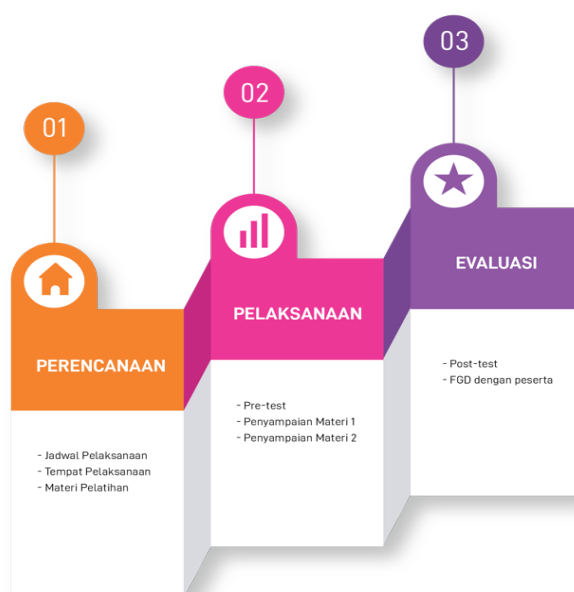 01
PERENCANAAN
- Jadwal Pelaksanaan
- Tempat Pelaksanaan
- Materi Pelatihan
02
PELAKSANAAN
- Pre-test
- Penyampaian Materi 1
- Penyampaian Materi 2
03
EVALUASI
- Post-test
- FGD dengan peserta